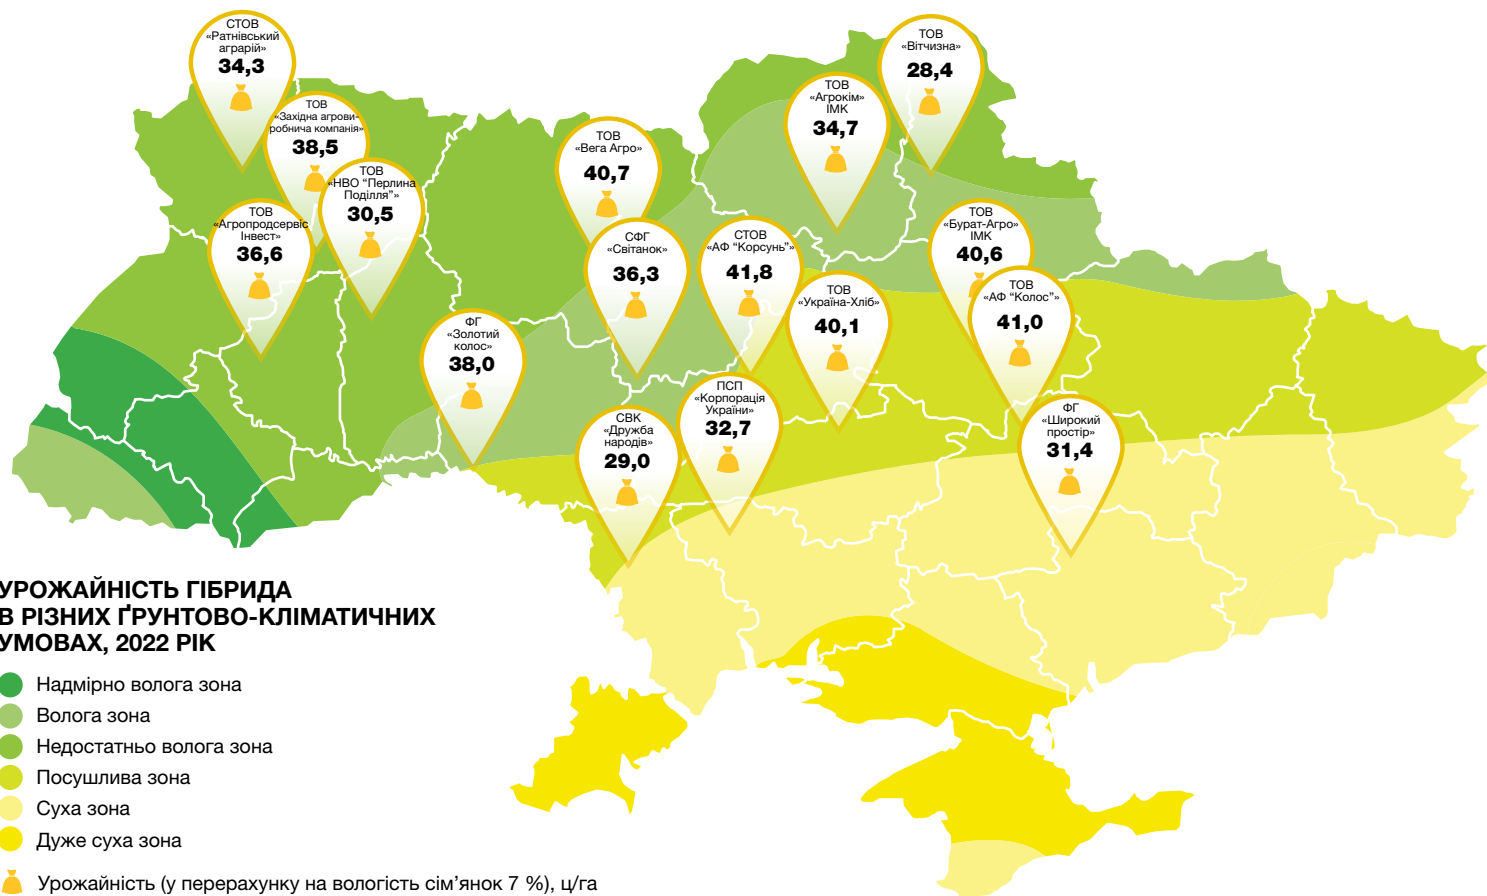 СТОВ
«Ратнівський
аграрій»
34,3
ТОВ
«Західна агрови-
робнича компанія»
38,5
ТОВ
«НВО “Перлина
Поділля”»
30,5
ТОВ
«Агропродсервіс
Інвест»
36,6
ТОВ
«Вега Агро»
40,7
ТОВ
«Агрокім»
ІМК
34,7
ТОВ
«Вітчизна»
28,4
СФГ
«Світанок»
36,3
СТОВ
«АФ “Корсунь”»
41,8
ТОВ
«Бурат-Агро»
ІМК
40,6
ТОВ
«Україна-Хліб»
40,1
ТОВ
«АФ “Колос”»
41,0
ФГ
«Золотий
колос»
38,0
СВК
«Дружба
народів»
29,0
ПСП
«Корпорація
України»
32,7
ФГ
«Широкий
простір»
31,4
УРОЖАЙНІСТЬ ГІБРИДА
В РІЗНИХ ҐРУНТОВО-КЛІМАТИЧНИХ
УМОВАХ, 2022 РІК
Надмірно волога зона
Волога зона
Недостатньо волога зона
Посушлива зона
Суха зона
Дуже суха зона
Урожайність (у перерахунку на вологість сім’янок 7 %), ц/га